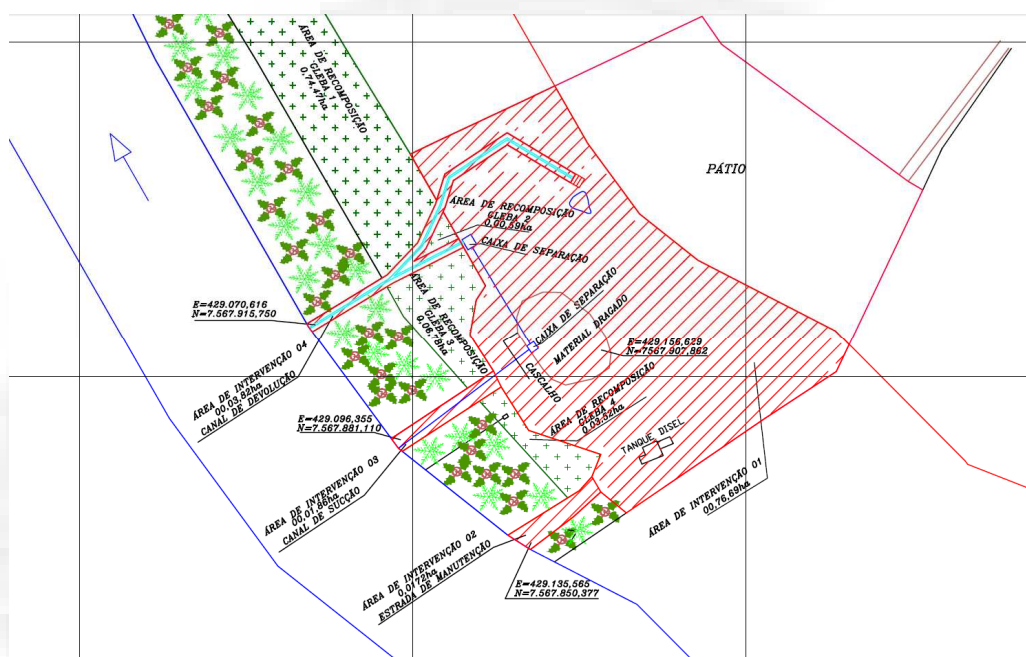 ÁREA DE RECOMPOSIÇÃO
GLEBA 1
0,74,47ha
PÁTIO
ÁREA DE RECOMPOSIÇÃO
GLEBA 2
0,00,59ha
CAIXA DE SEPARAÇÃO
ÁREA DE RECOMPOSIÇÃO
GLEBA 3
0,06,78ha
CAIXA DE SEPARAÇÃO
MATERIAL DRAGADO
CASCALHO
E=429.070,616
N=7.567.915,750
E=429.156,629
N=7567.907,862
ÁREA DE INTERVENÇÃO 04
00,03,82ha
CANAL DE DEVOLUÇÃO
ÁREA DE RECOMPOSIÇÃO
GLEBA 4
0,03,52ha
E=429.096,355
N=7.567.881,110
TANQUE DISEL
ÁREA DE INTERVENÇÃO 03
00,01,86ha
CANAL DE SUCÇÃO
ÁREA DE INTERVENÇÃO 01
00,76,69ha
ÁREA DE INTERVENÇÃO 02
0,0172ha
ESTRADA DE MANUTENÇÃO
E=429.135,565
N=7.567.850,377